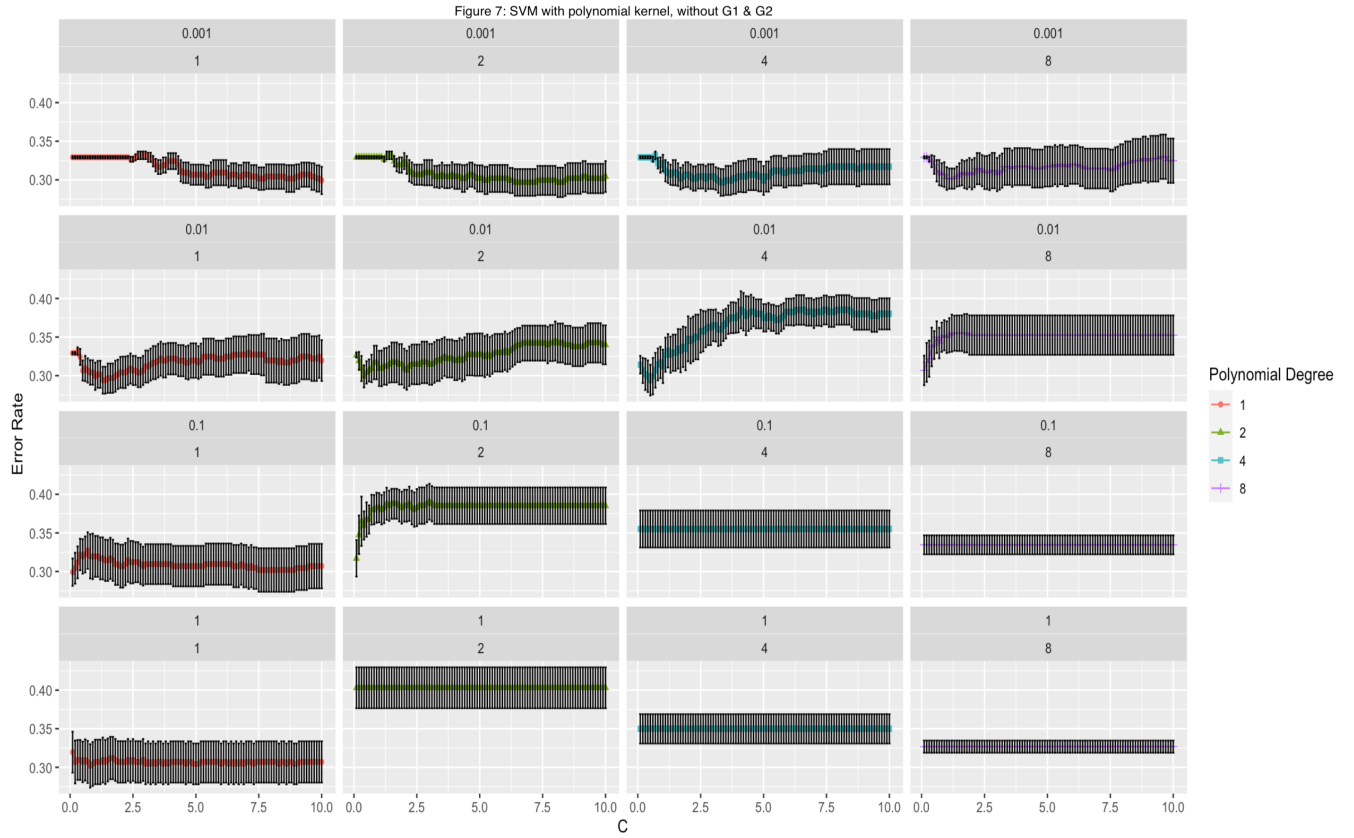 Figure 7: SVM with polynomial kernel, without G1 & G2
0.001 0.001 0.001 0.001
1 2 4 8
0.40
0.35
0.30
0.01 0.01 0.01 0.01
1 2 4 8
0.40
0.35
0.30
0.1 0.1 0.1 0.1
1 2 4 8
0.40
0.35
0.30
1 1 1 1
1 2 4 8
0.40
0.35
0.30
0.0 2.5 5.0 7.5 10.0 0.0 2.5 5.0 7.5 10.0 0.0 2.5 5.0 7.5 10.0 0.0 2.5 5.0 7.5 10.0
C
Error Rate
Polynomial Degree
1
2
4
8